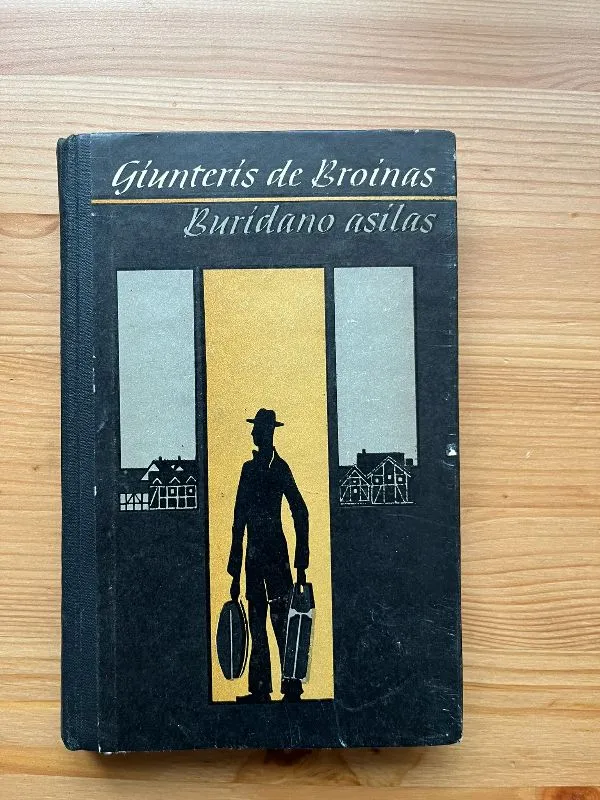 Giunteris de Broinas
Buridano asilas